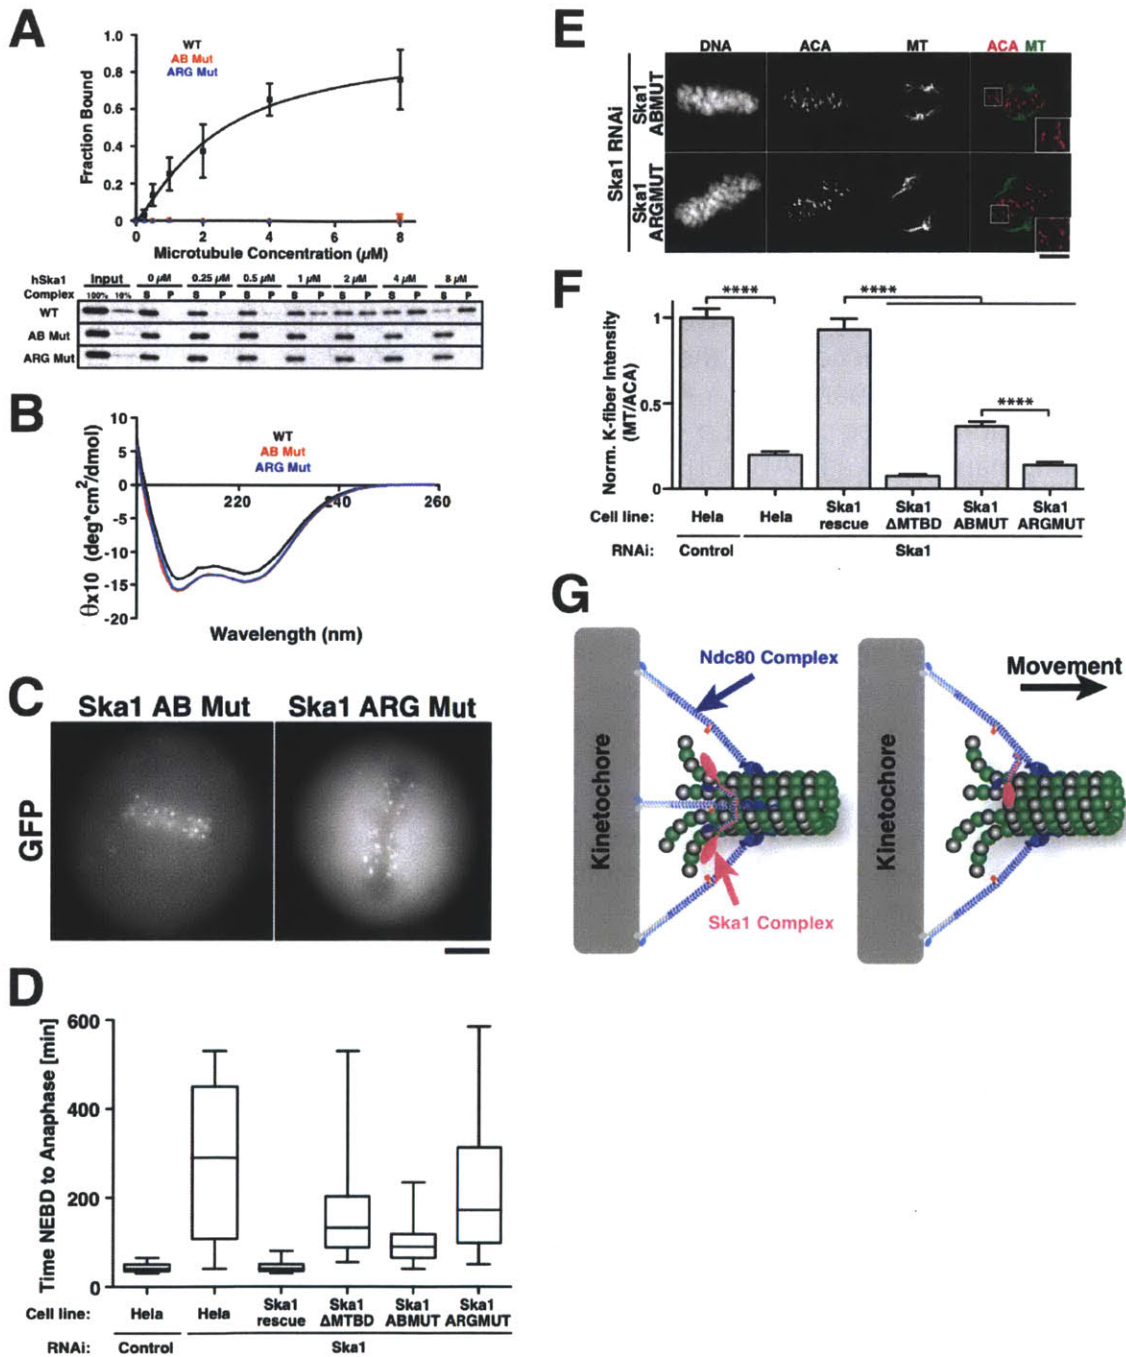 A
WT
AB Mut
ARG Mut
Fraction Bound
1.0
0.8
0.6
0.4
0.2
0
0 2 4 6 8
Microtubule Concentration (µM)
hSka1 Input 0 µM 0.25 µM 0.5 µM 1 µM 2 µM 4 µM 8 µM
Complex 100% 10% S P S P S P S P S P S P S P
WT
AB Mut
ARG Mut
B
WT
AB Mut
ARG Mut
θx10 (deg*cm²/dmol)
10
5
0
-5
-10
-15
-20
220 240 260
Wavelength (nm)
C
Ska1 AB Mut Ska1 ARG Mut
GFP
D
Time NEBD to Anaphase [min]
600
400
200
0
Cell line: Hela Hela Ska1 rescue Ska1 ΔMTBD Ska1 ABMUT Ska1 ARGMUT
RNAi: Control Ska1
E
DNA ACA MT ACA MT
Ska1 RNAi
Ska1 ABMUT
Ska1 ARGMUT
F
Norm. K-fiber Intensity
(MT/ACA)
1
0.5
0
**** ****
****
Cell line: Hela Hela Ska1 rescue Ska1 ΔMTBD Ska1 ABMUT Ska1 ARGMUT
RNAi: Control Ska1
G
Kinetochore
Ndc80 Complex
Ska1 Complex
Kinetochore
Movement